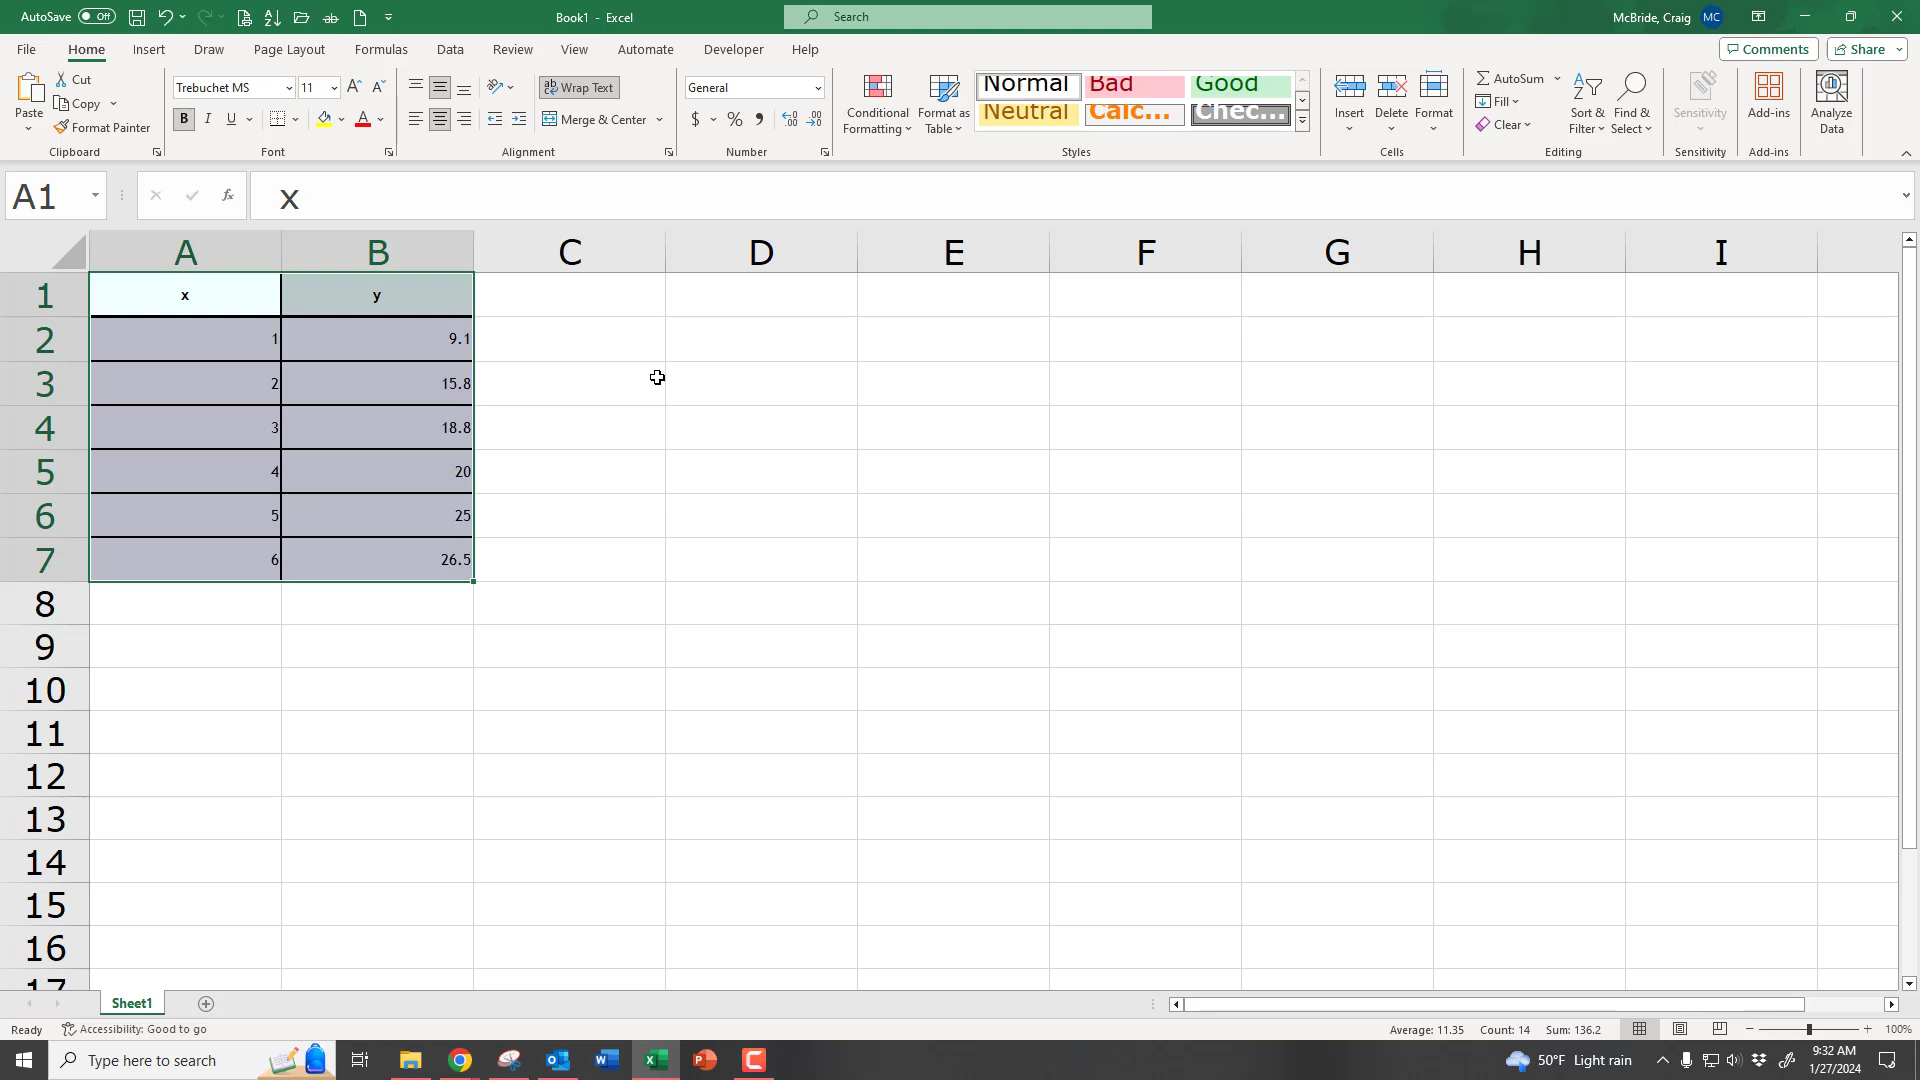 AutoSave Off Book1 - Excel Search McBride, Craig MC
File Home Insert Draw Page Layout Formulas Data Review View Automate Developer Help Comments Share
Cut
Copy
Format Painter
Paste
Clipboard
Trebuchet MS 11
B I U
Font
Wrap Text
Merge & Center
Alignment
General
$ % 9
Number
Conditional Formatting
Format as Table
Normal Bad Good
Neutral Calc... Chec...
Styles
Insert Delete Format
Cells
AutoSum
Fill
Clear
Sort & Filter
Find & Select
Editing
Sensitivity
Sensitivity
Add-ins
Add-ins
Analyze Data
A1 fx x
A B C D E F G H I
1 x y
2 1 9.1
3 2 15.8
4 3 18.8
5 4 20
6 5 25
7 6 26.5
8
9
10
11
12
13
14
15
16
17
Sheet1
Ready Accessibility: Good to go Average: 11.35 Count: 14 Sum: 136.2 100%
Type here to search 50°F Light rain 9:32 AM
1/27/2024